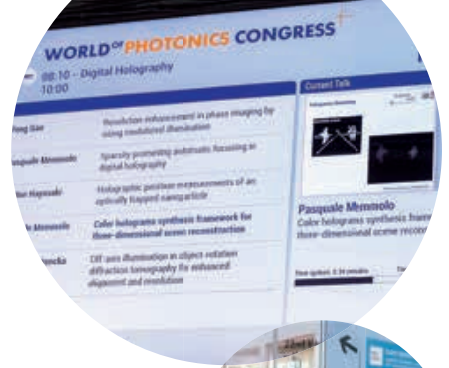 WORLD OF PHOTONICS CONGRESS
08:10 – Digital Holography
10:00
Current Talk
Resolution enhancement in phase imaging by
using modulated illumination
Pasquale Memmolo
Sparsity promoting automatic focusing in
digital holography
Holographic position measurements of an
optically trapped nanoparticle
Memmolo
Color holograms synthesis framework for
three-dimensional scene reconstruction
Off-axis illumination in object-rotation
diffraction tomography for enhanced
alignment and resolution
Pasquale Memmolo
Color holograms synthesis
three-dimensional scene